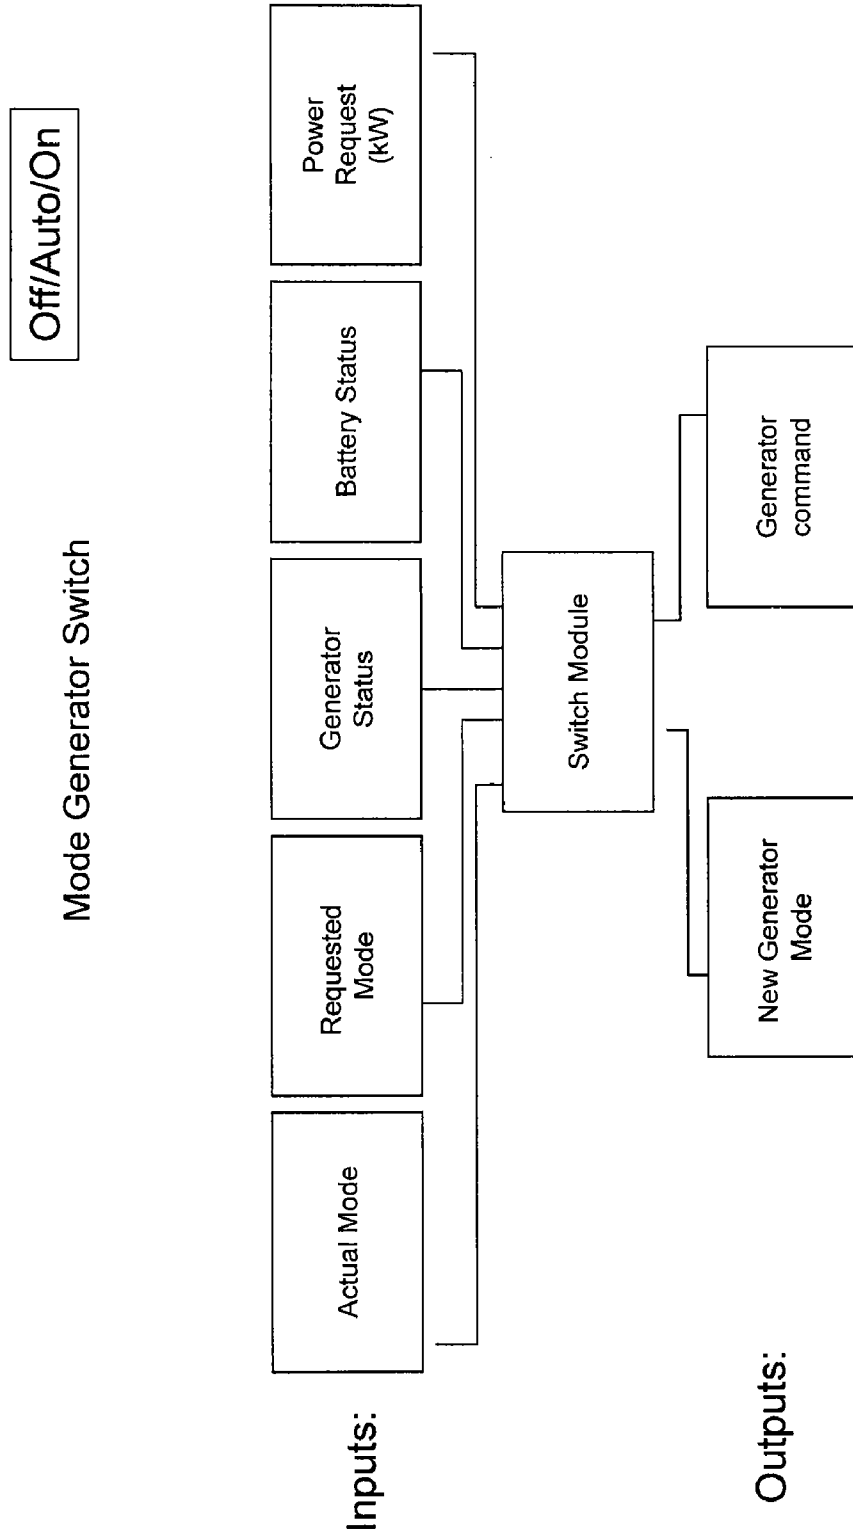 Off/Auto/On
Mode Generator Switch
Inputs:
Actual Mode
Requested
Mode
Generator
Status
Battery Status
Power
Request
(kW)
Switch Module
Outputs:
New Generator
Mode
Generator
command